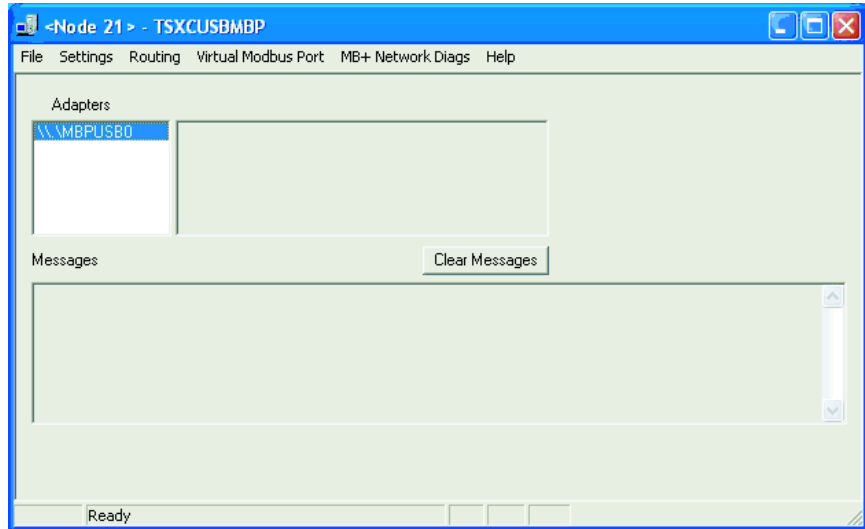 <Node 21> - TSXCUSBMBP
File Settings Routing Virtual Modbus Port MB+ Network Diags Help
Adapters
\\.\MBPUSB0
Messages
Clear Messages
Ready